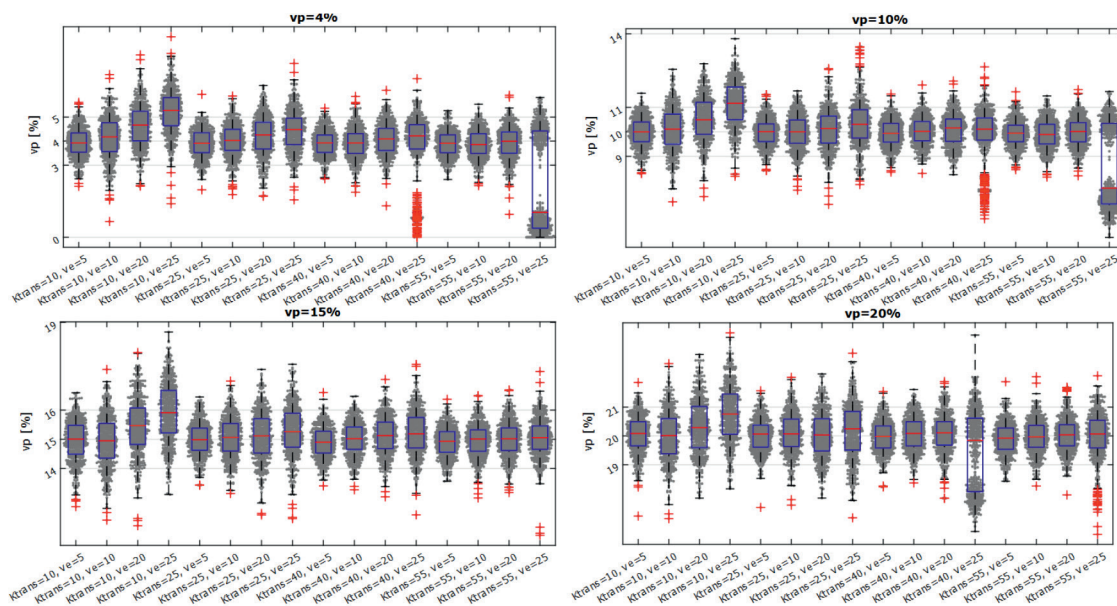 vp=4%
vp [%]
5
4
3
0
Ktrans=10, ve=5
Ktrans=10, ve=10
Ktrans=10, ve=20
Ktrans=10, ve=25
Ktrans=25, ve=5
Ktrans=25, ve=10
Ktrans=25, ve=20
Ktrans=25, ve=25
Ktrans=40, ve=5
Ktrans=40, ve=10
Ktrans=40, ve=20
Ktrans=40, ve=25
Ktrans=55, ve=5
Ktrans=55, ve=10
Ktrans=55, ve=20
Ktrans=55, ve=25
vp=10%
vp [%]
14
11
10
9
Ktrans=10, ve=5
Ktrans=10, ve=10
Ktrans=10, ve=20
Ktrans=10, ve=25
Ktrans=25, ve=5
Ktrans=25, ve=10
Ktrans=25, ve=20
Ktrans=25, ve=25
Ktrans=40, ve=5
Ktrans=40, ve=10
Ktrans=40, ve=20
Ktrans=40, ve=25
Ktrans=55, ve=5
Ktrans=55, ve=10
Ktrans=55, ve=20
Ktrans=55, ve=25
vp=15%
vp [%]
19
16
15
14
Ktrans=10, ve=5
Ktrans=10, ve=10
Ktrans=10, ve=20
Ktrans=10, ve=25
Ktrans=25, ve=5
Ktrans=25, ve=10
Ktrans=25, ve=20
Ktrans=25, ve=25
Ktrans=40, ve=5
Ktrans=40, ve=10
Ktrans=40, ve=20
Ktrans=40, ve=25
Ktrans=55, ve=5
Ktrans=55, ve=10
Ktrans=55, ve=20
Ktrans=55, ve=25
vp=20%
vp [%]
21
20
19
Ktrans=10, ve=5
Ktrans=10, ve=10
Ktrans=10, ve=20
Ktrans=10, ve=25
Ktrans=25, ve=5
Ktrans=25, ve=10
Ktrans=25, ve=20
Ktrans=25, ve=25
Ktrans=40, ve=5
Ktrans=40, ve=10
Ktrans=40, ve=20
Ktrans=40, ve=25
Ktrans=55, ve=5
Ktrans=55, ve=10
Ktrans=55, ve=20
Ktrans=55, ve=25